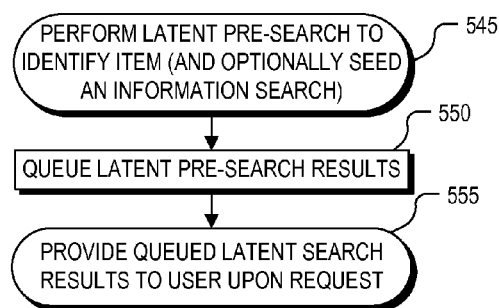 PERFORM LATENT PRE-SEARCH TO
IDENTIFY ITEM (AND OPTIONALLY SEED
AN INFORMATION SEARCH)
545
550
QUEUE LATENT PRE-SEARCH RESULTS
555
PROVIDE QUEUED LATENT SEARCH
RESULTS TO USER UPON REQUEST